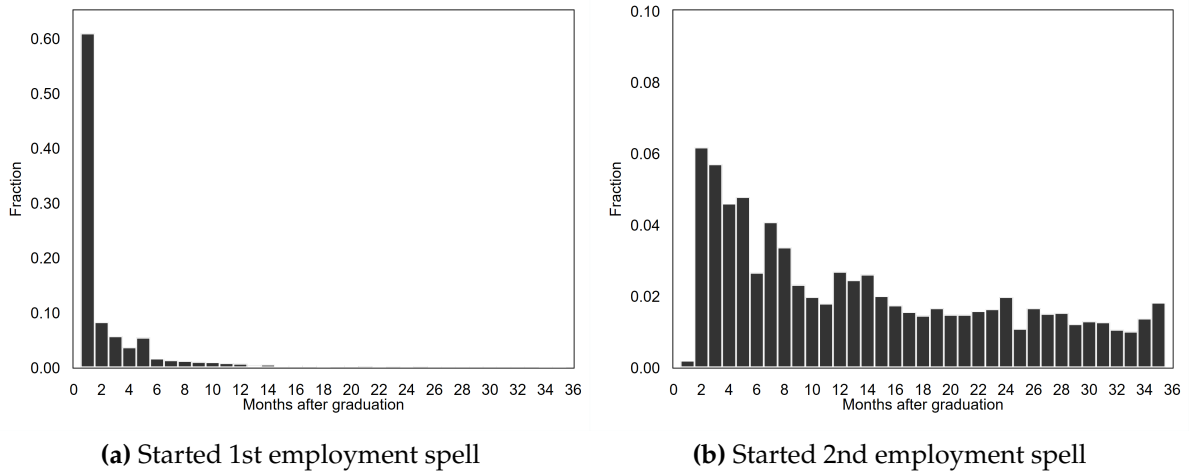 0.60
0.50
0.40
0.30
0.20
0.10
0.00
Fraction
0 2 4 6 8 10 12 14 16 18 20 22 24 26 28 30 32 34 36
Months after graduation
(a) Started 1st employment spell
0.10
0.08
0.06
0.04
0.02
0.00
Fraction
0 2 4 6 8 10 12 14 16 18 20 22 24 26 28 30 32 34 36
Months after graduation
(b) Started 2nd employment spell